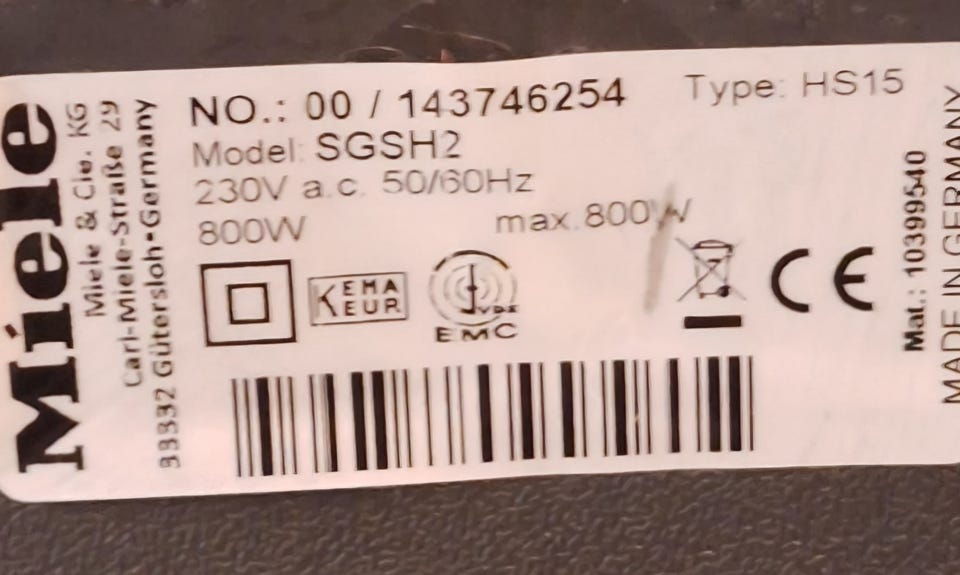 Miele
Miele & Cie. KG
Carl-Miele-Straße 29
33332 Gütersloh•Germany
NO.: 00 / 143746254
Type: HS15
Model: SGSH2
230V a.c. 50/60Hz
800W
max.800W
KEMA
KEUR
VDE
EMC
CE
Mat.: 10399540
MADE IN GERMANY